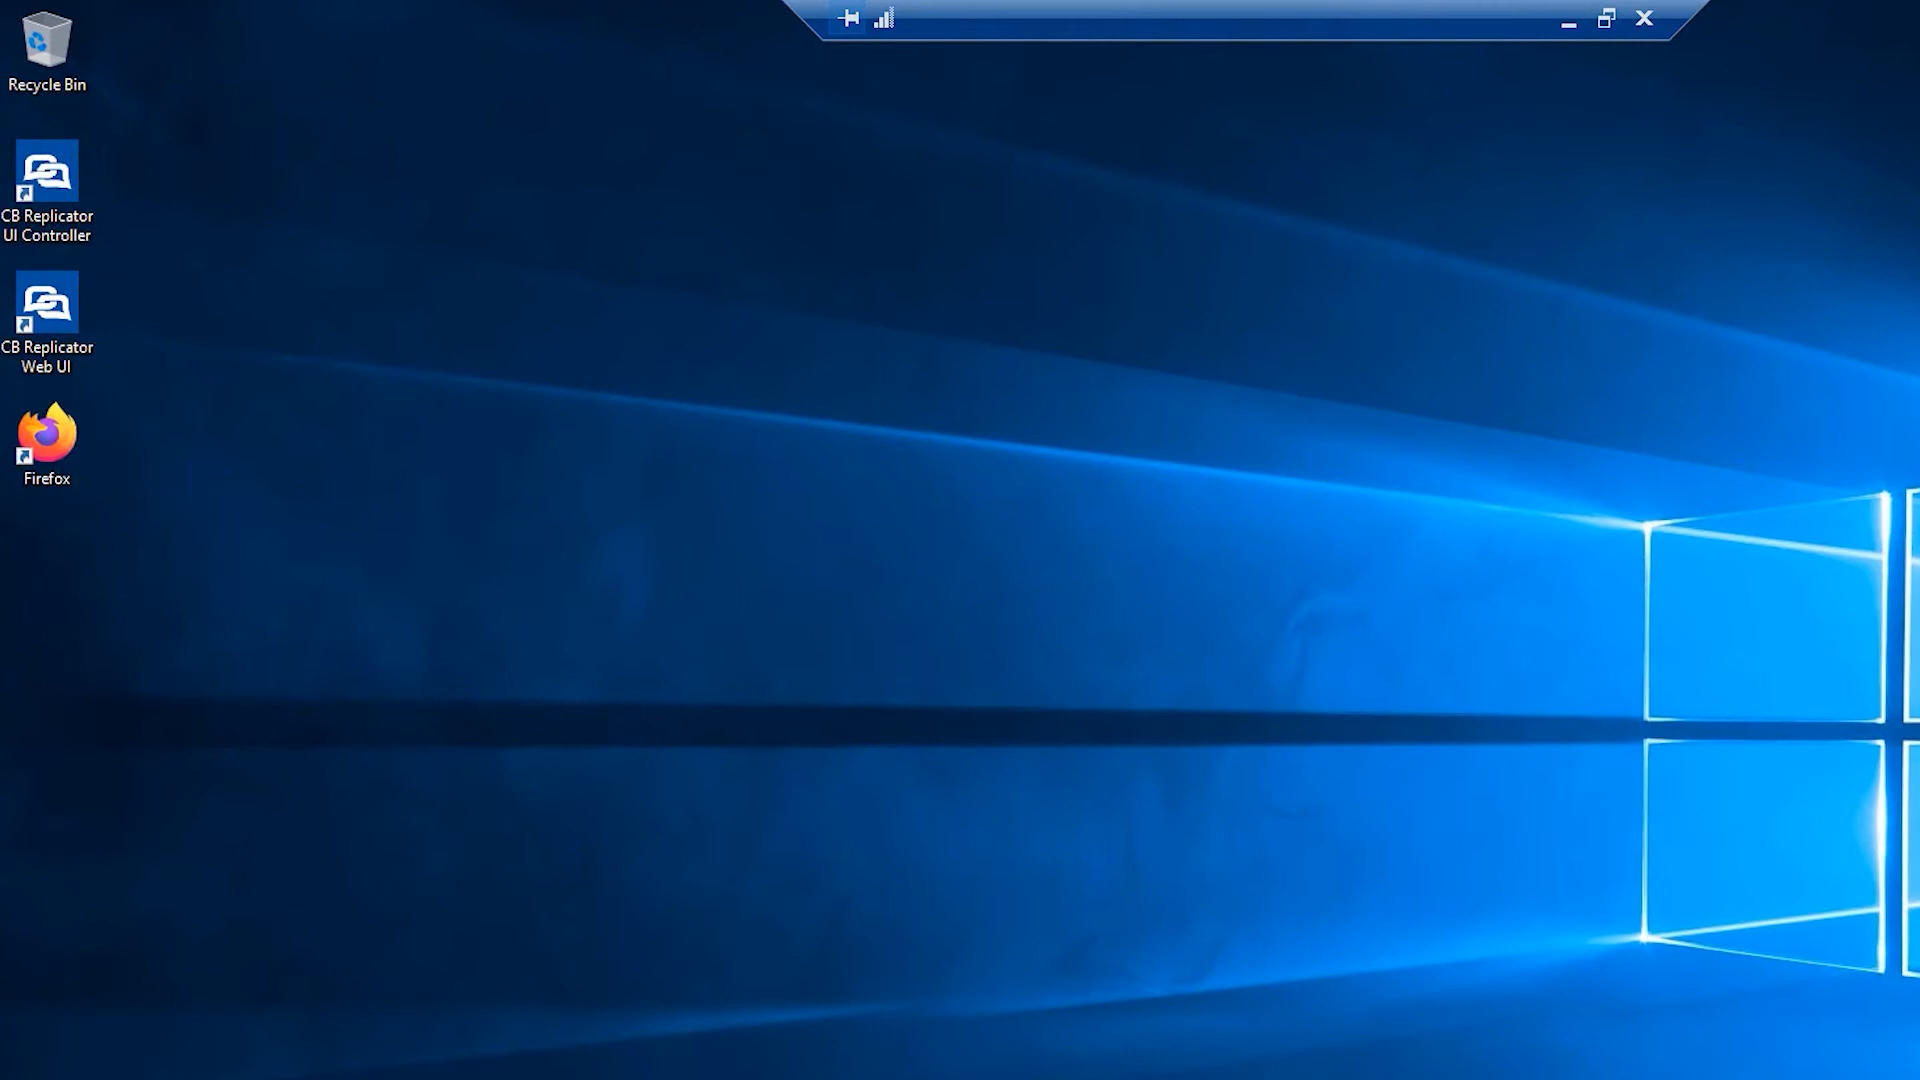 Recycle Bin
CB Replicator
UI Controller
CB Replicator
Web UI
Firefox